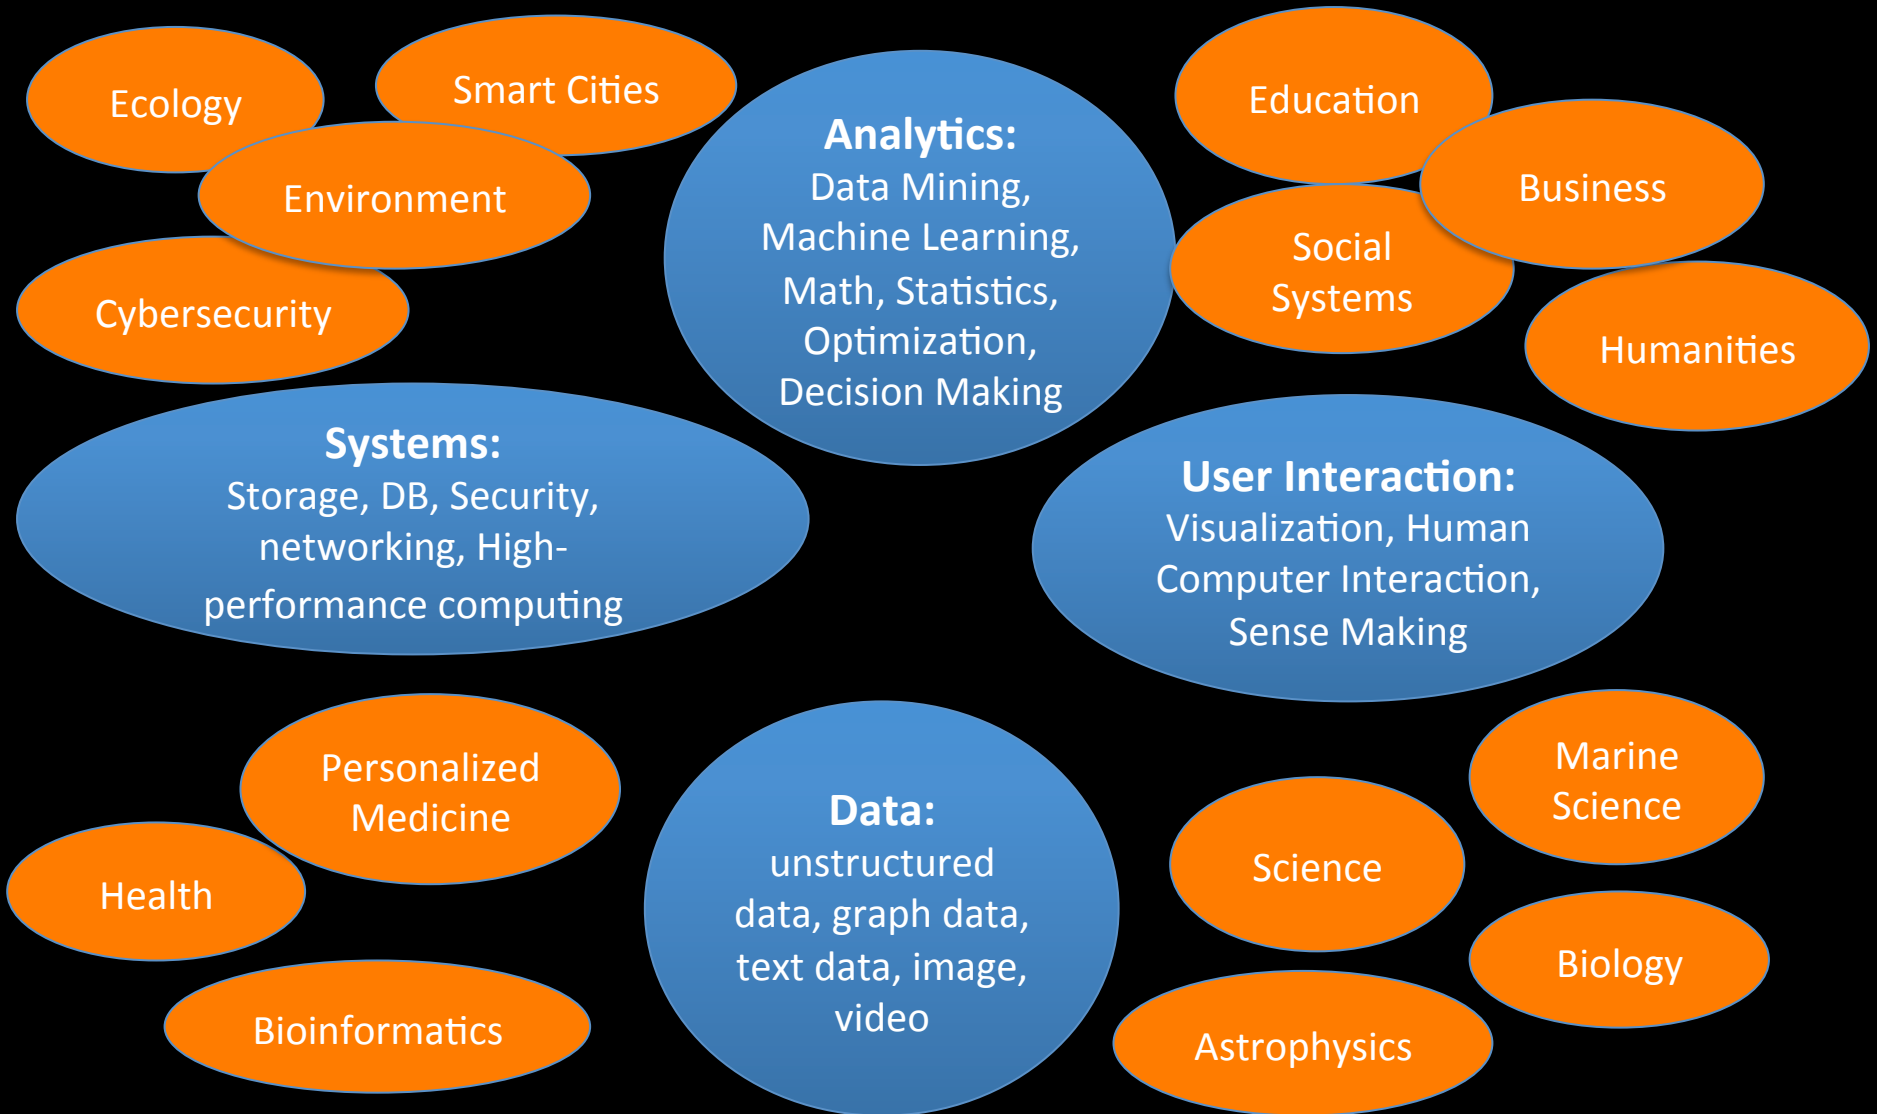 Ecology
Smart Cities
Environment
Cybersecurity
Analytics:
Data Mining,
Machine Learning,
Math, Statistics,
Optimization,
Decision Making
Education
Business
Social
Systems
Humanities
Systems:
Storage, DB, Security,
networking, High-
performance computing
User Interaction:
Visualization, Human
Computer Interaction,
Sense Making
Personalized
Medicine
Health
Bioinformatics
Data:
unstructured
data, graph data,
text data, image,
video
Marine
Science
Science
Biology
Astrophysics